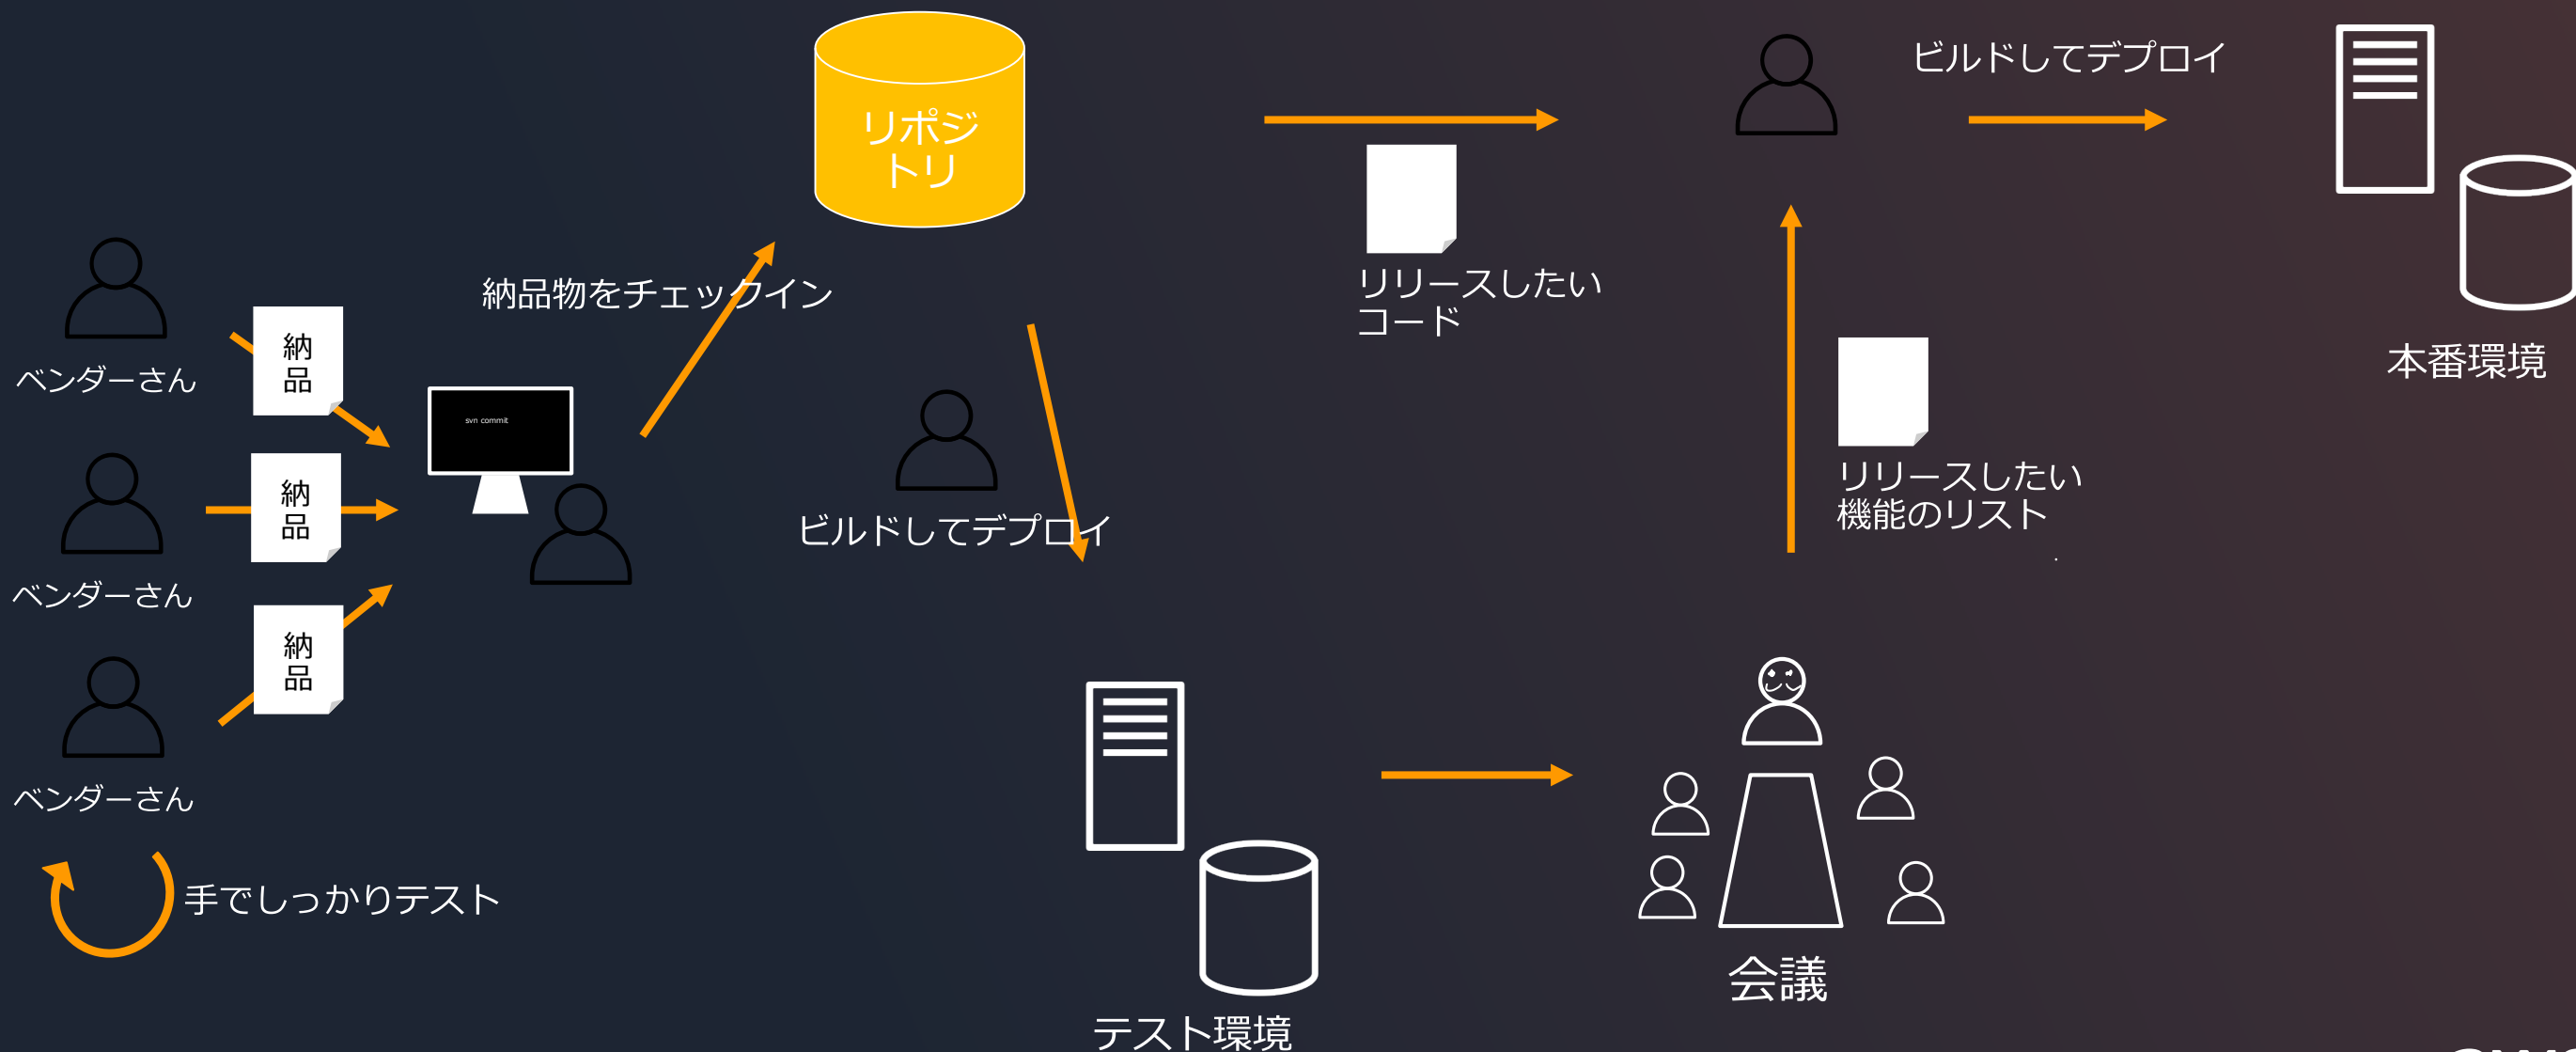 リポジ
トリ
ビルドしてデプロイ
納品物をチェックイン
リリースしたい
コード
本番環境
ベンダーさん
納
品
svn commit
ベンダーさん
納
品
ビルドしてデプロイ
リリースしたい
機能のリスト
ベンダーさん
納
品
手でしっかりテスト
テスト環境
会議